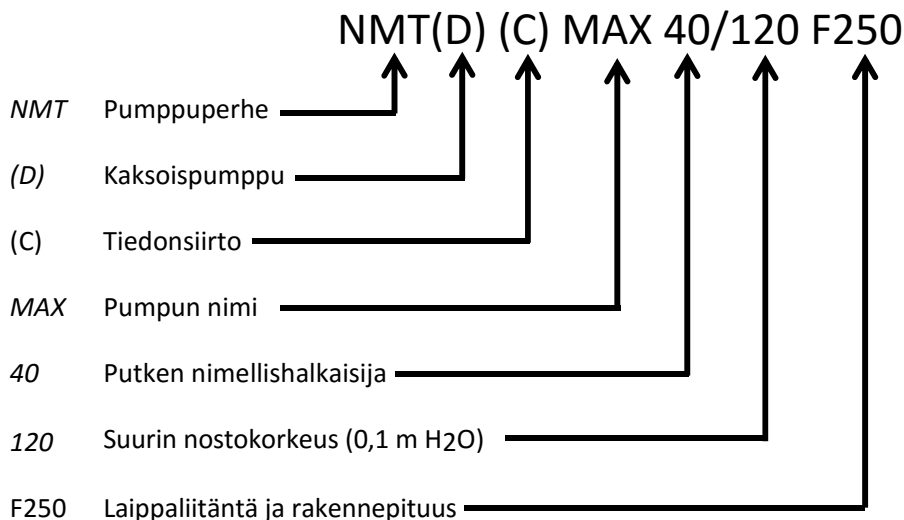 NMT(D) (C) MAX 40/120 F250
NMT Pumppuperhe
(D) Kaksoispumppu
(C) Tiedonsiirto
MAX Pumpun nimi
40 Putken nimellishalkaisija
120 Suurin nostokorkeus (0,1 m H2O)
F250 Laippaliitäntä ja rakennepituus